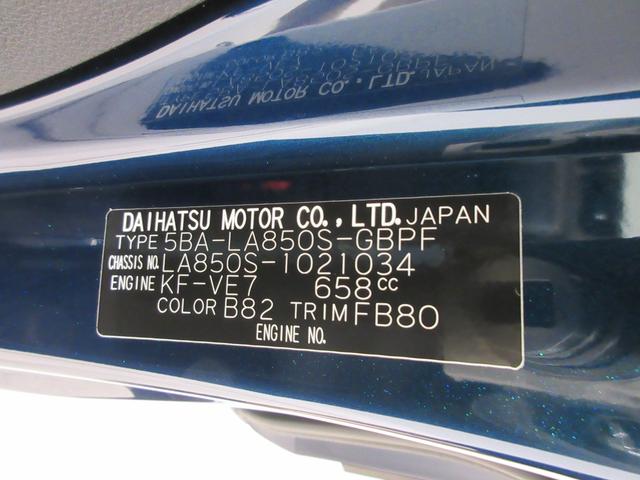 DAIHATSU MOTOR CO., LTD. JAPAN
TYPE 5BA-LA850S-GBPF
CHASSIS NO. LA850S-1021034
ENGINE KF-VE7 658CC
COLOR B82 TRIM FB80
ENGINE NO.